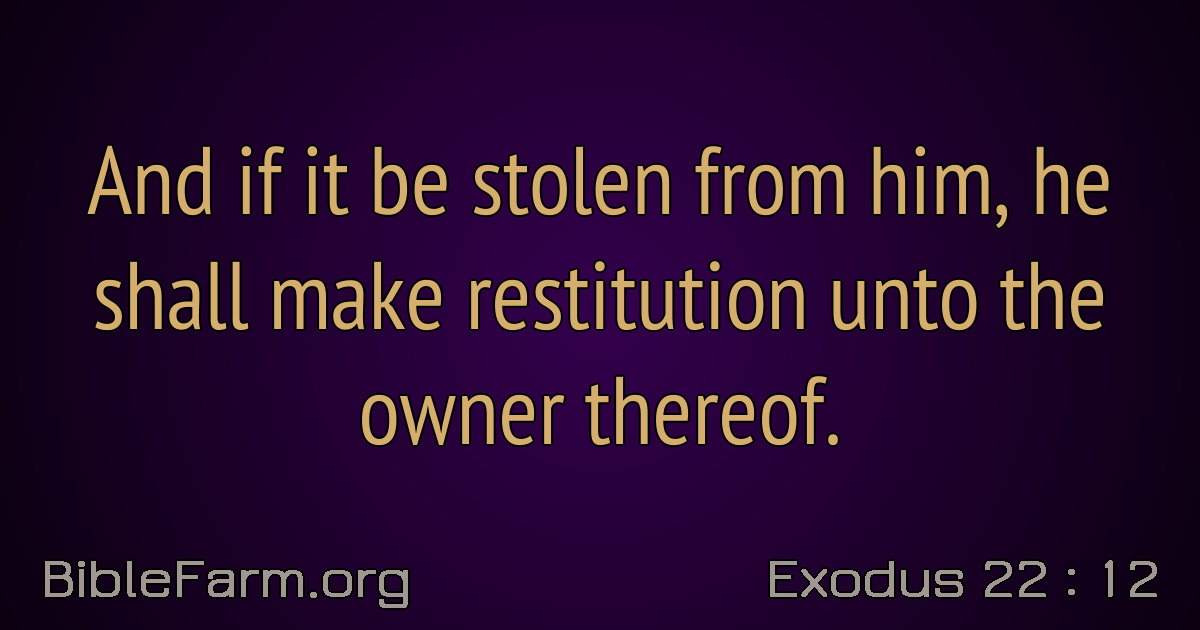 And if it be stolen from him, he
shall make restitution unto the
owner thereof.
BibleFarm.org
Exodus 22 : 12